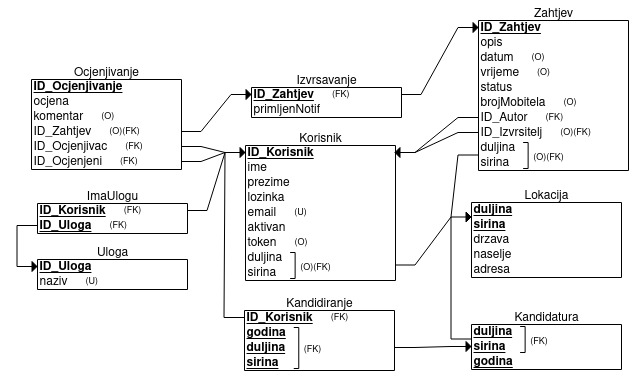 Ocjenjivanje
ID_Ocjenjivanje
ocjena
komentar (O)
ID_Zahtjev (O)(FK)
ID_Ocjenjivac (FK)
ID_Ocjenjeni (FK)
Izvrsavanje
ID_Zahtjev (FK)
primljenNotif
Zahtjev
ID_Zahtjev
opis
datum (O)
vrijeme (O)
status
brojMobitela (O)
ID_Autor (FK)
ID_Izvrsitelj (O)(FK)
duljina
sirina (O)(FK)
Korisnik
ID_Korisnik
ime
prezime
lozinka
email (U)
aktivan
token (O)
duljina
sirina (O)(FK)
ImaUlogu
ID_Korisnik (FK)
ID_Uloga (FK)
Uloga
ID_Uloga
naziv (U)
Lokacija
duljina
sirina
drzava
naselje
adresa
Kandidiranje
ID_Korisnik (FK)
godina
duljina (FK)
sirina
Kandidatura
duljina
sirina (FK)
godina